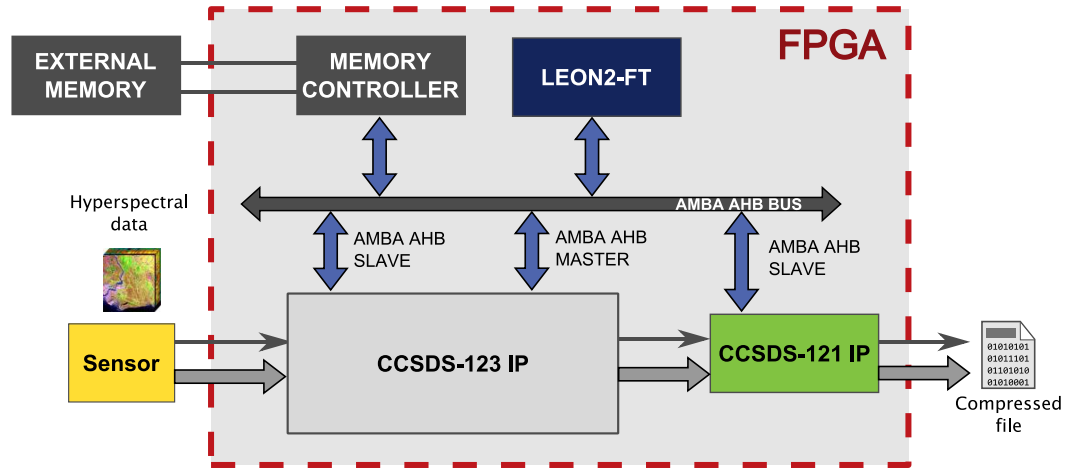 FPGA
EXTERNAL
MEMORY
MEMORY
CONTROLLER
LEON2-FT
Hyperspectral
data
AMBA AHB BUS
AMBA AHB
SLAVE
AMBA AHB
MASTER
AMBA AHB
SLAVE
Sensor
CCSDS-123 IP
CCSDS-121 IP
01010101
01011101
01101010
01010001
Compressed
file